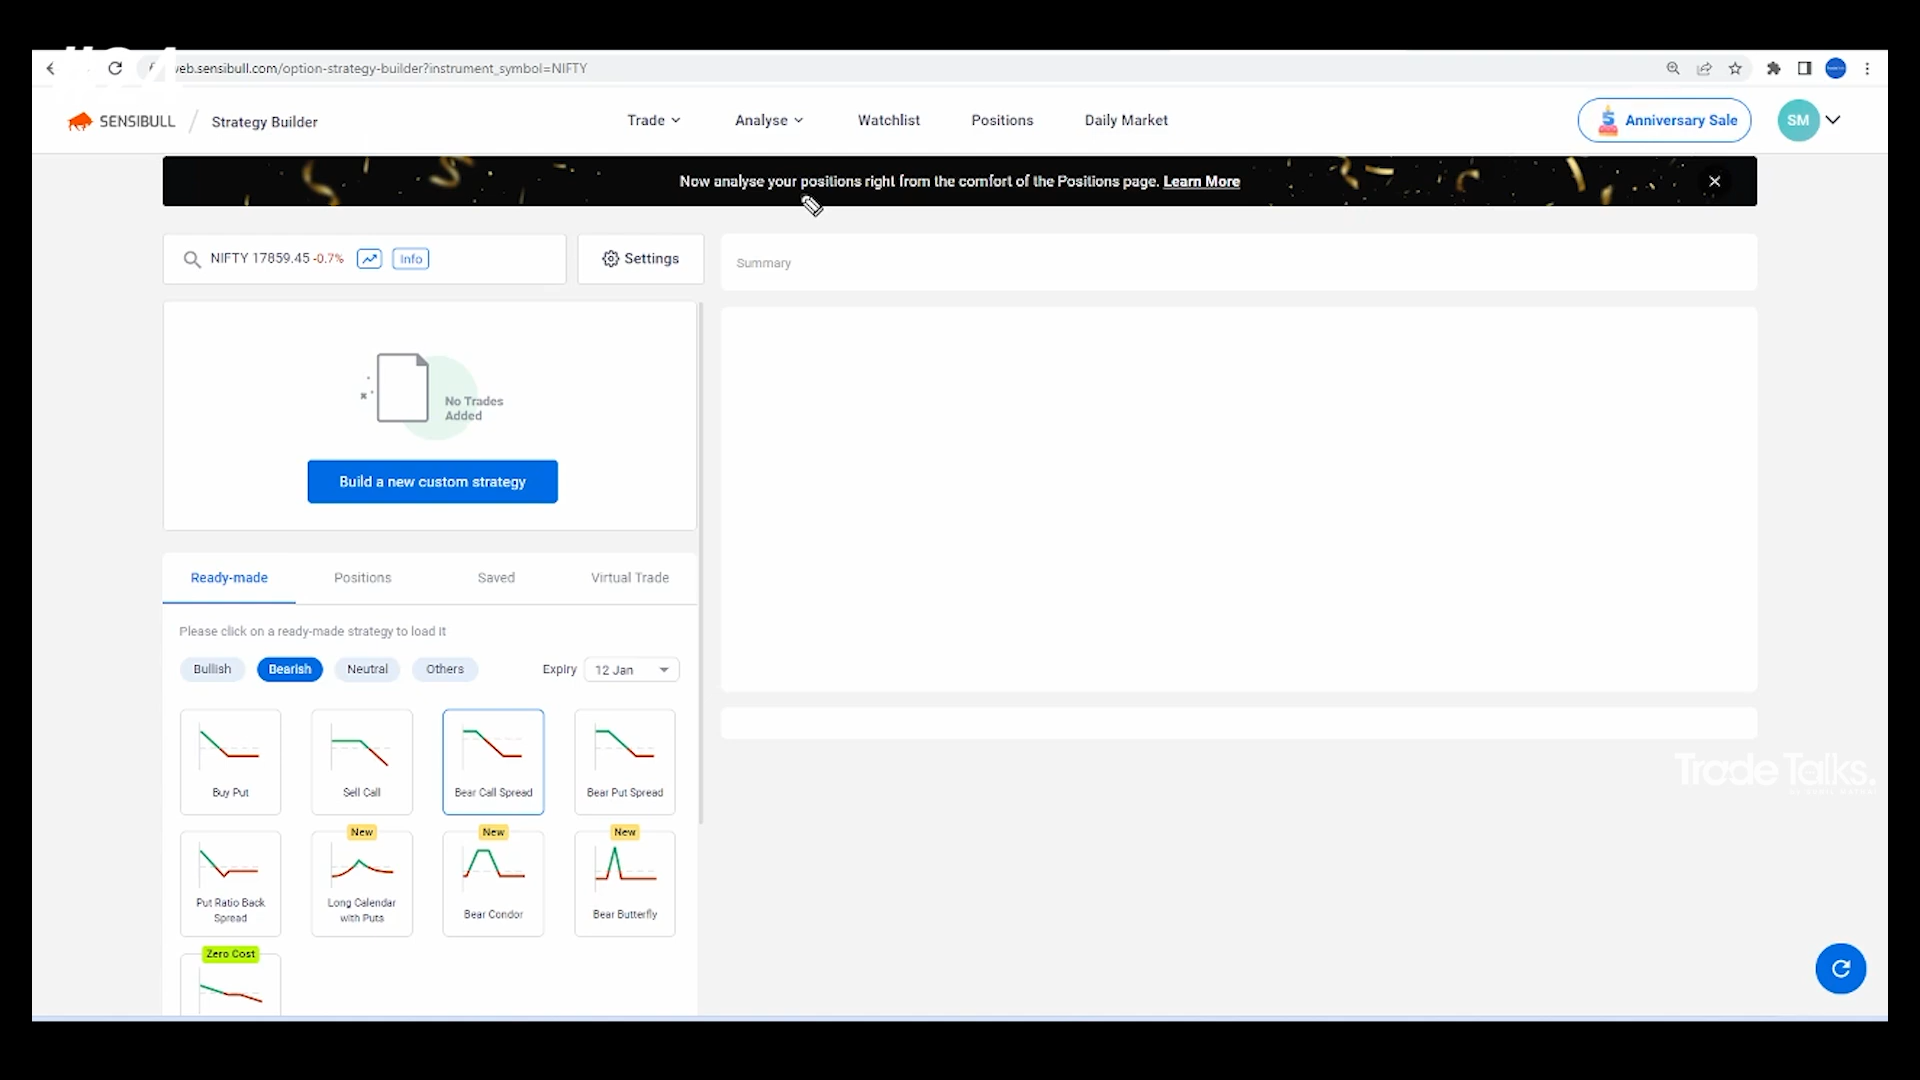 web.sensibull.com/option-strategy-builder?instrument_symbol=NIFTY
SENSIBULL / Strategy Builder
Trade
Analyse
Watchlist
Positions
Daily Market
5 Anniversary Sale
SM
Now analyse your positions right from the comfort of the Positions page. Learn More
NIFTY 17859.45 -0.7%
Info
Settings
Summary
No Trades
Added
Build a new custom strategy
Ready-made
Positions
Saved
Virtual Trade
Please click on a ready-made strategy to load it
Bullish
Bearish
Neutral
Others
Expiry
12 Jan
Buy Put
Sell Call
Bear Call Spread
Bear Put Spread
New
New
New
Put Ratio Back
Spread
Long Calendar
with Puts
Bear Condor
Bear Butterfly
Zero Cost
Trade Talks.